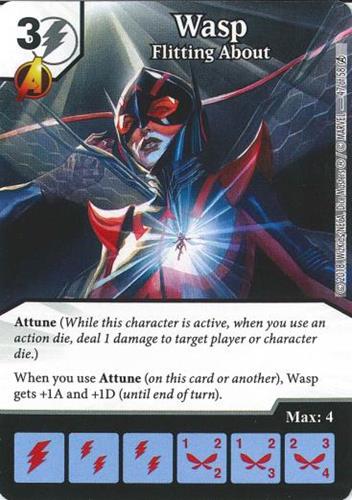 3
Wasp
Flitting About
Attune (While this character is active, when you use an
action die, deal 1 damage to target player or character
die.)
When you use Attune (on this card or another), Wasp
gets +1A and +1D (until end of turn).
Max: 4
1 2 2
1 2 3
2 3 4